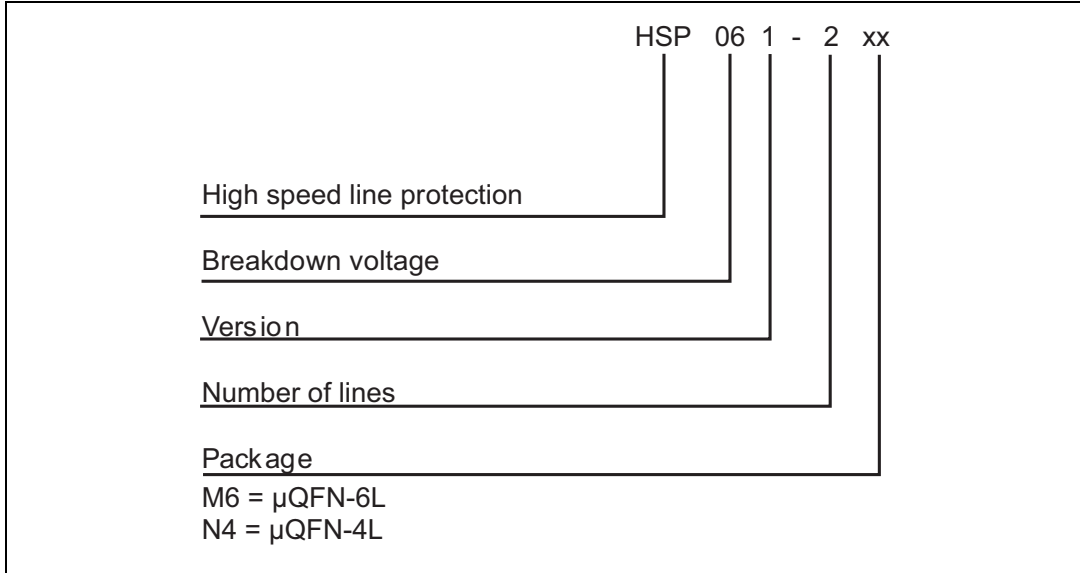 HSP 06 1 - 2 xx
High speed line protection
Breakdown voltage
Version
Number of lines
Package
M6 = µQFN-6L
N4 = µQFN-4L